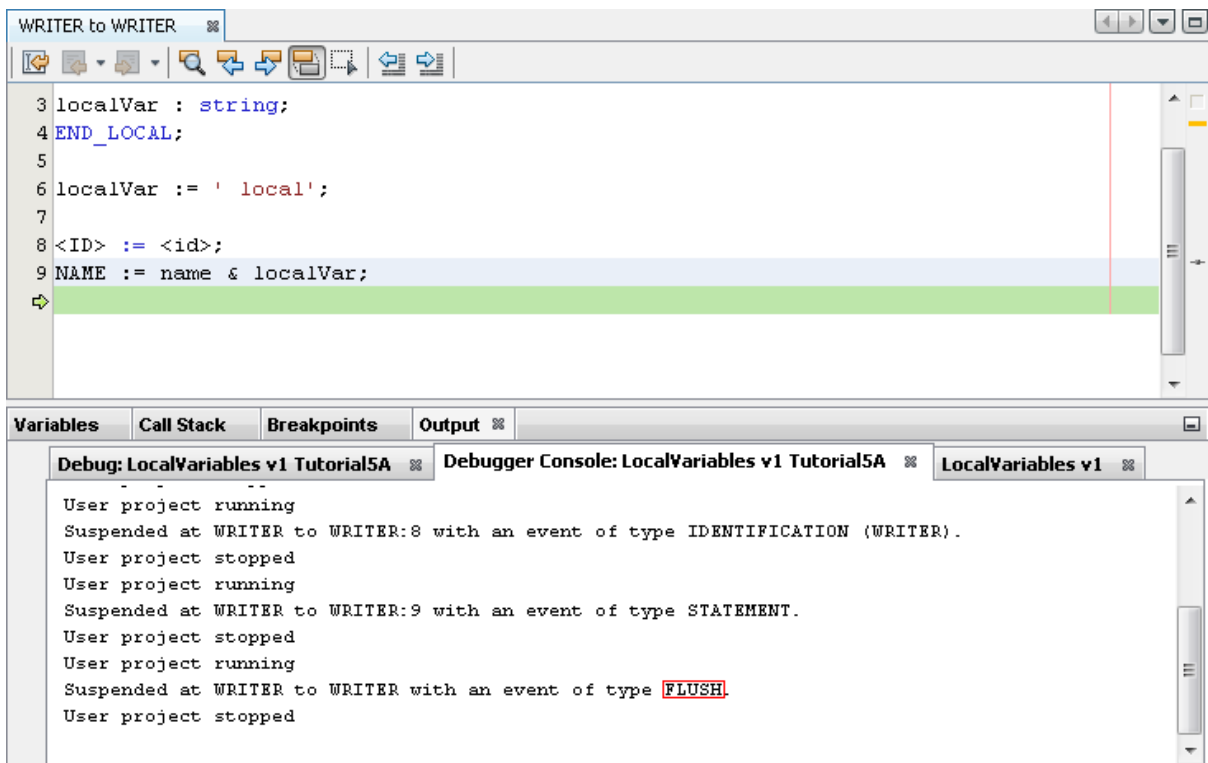 WRITER to WRITER
3 localVar : string;
4 END_LOCAL;
5
6 localVar := ' local';
7
8 <ID> := <id>;
9 NAME := name & localVar;
Variables Call Stack Breakpoints Output
Debug: LocalVariables v1 Tutorial5A Debugger Console: LocalVariables v1 Tutorial5A LocalVariables v1
User project running
Suspended at WRITER to WRITER:8 with an event of type IDENTIFICATION (WRITER).
User project stopped
User project running
Suspended at WRITER to WRITER:9 with an event of type STATEMENT.
User project stopped
User project running
Suspended at WRITER to WRITER with an event of type FLUSH.
User project stopped